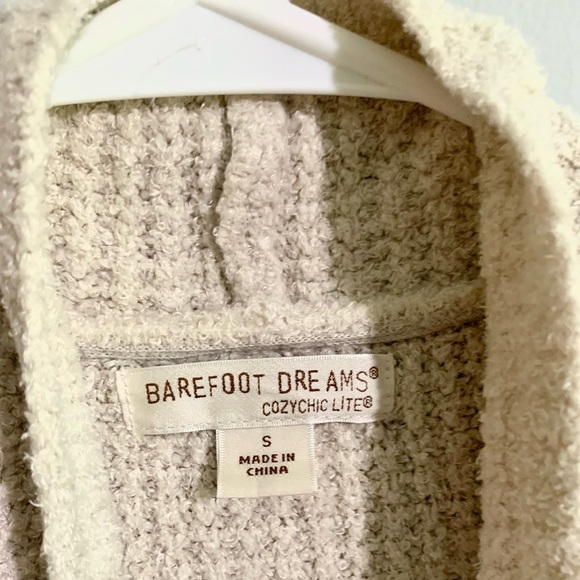 BAREFOOT DREAMS®
COZYCHIC LITE®
S
MADE IN
CHINA